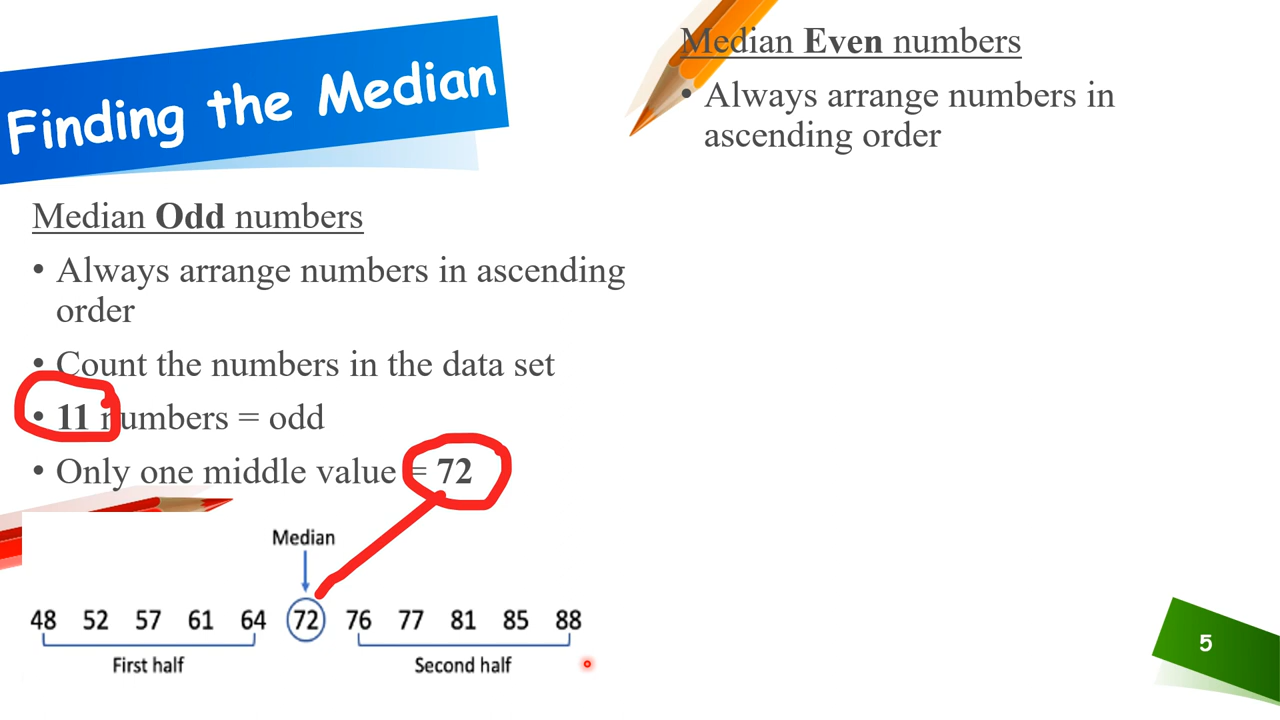 Finding the Median
Median Odd numbers
• Always arrange numbers in ascending
order
• Count the numbers in the data set
• 11 numbers = odd
• Only one middle value = 72
Median
48 52 57 61 64 72 76 77 81 85 88
First half Second half
Median Even numbers
• Always arrange numbers in
ascending order
5